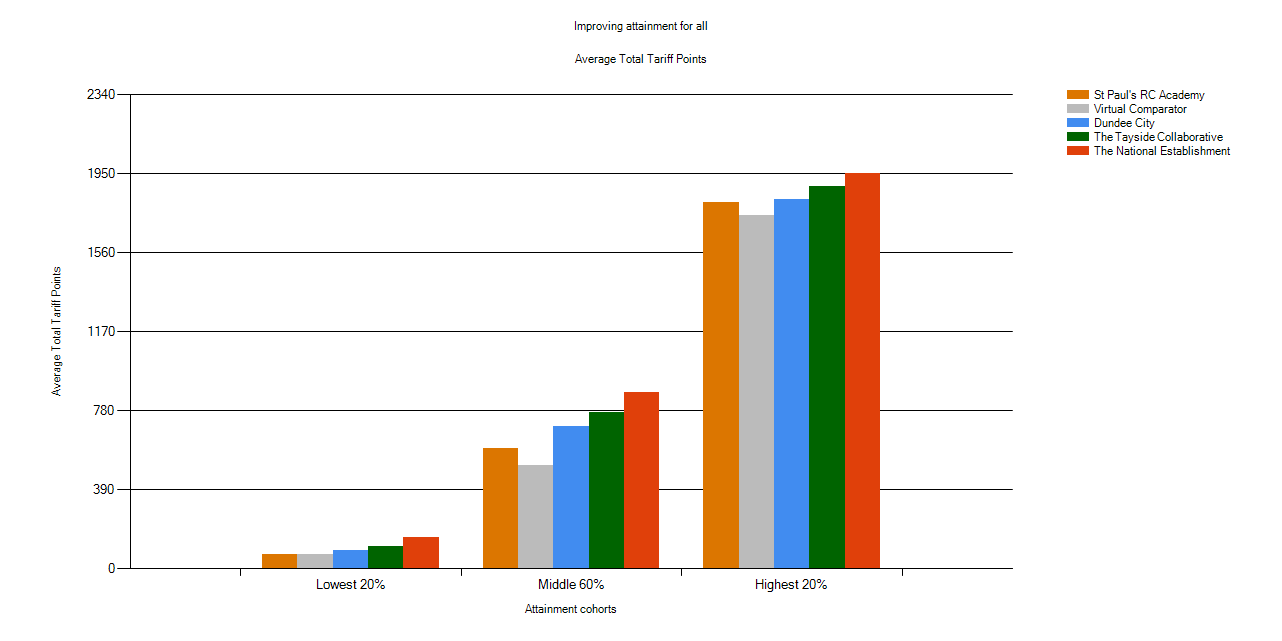 Improving attainment for all
Average Total Tariff Points
2340
1950
1560
1170
780
390
0
Average Total Tariff Points
Lowest 20%
Middle 60%
Highest 20%
Attainment cohorts
St Paul's RC Academy
Virtual Comparator
Dundee City
The Tayside Collaborative
The National Establishment